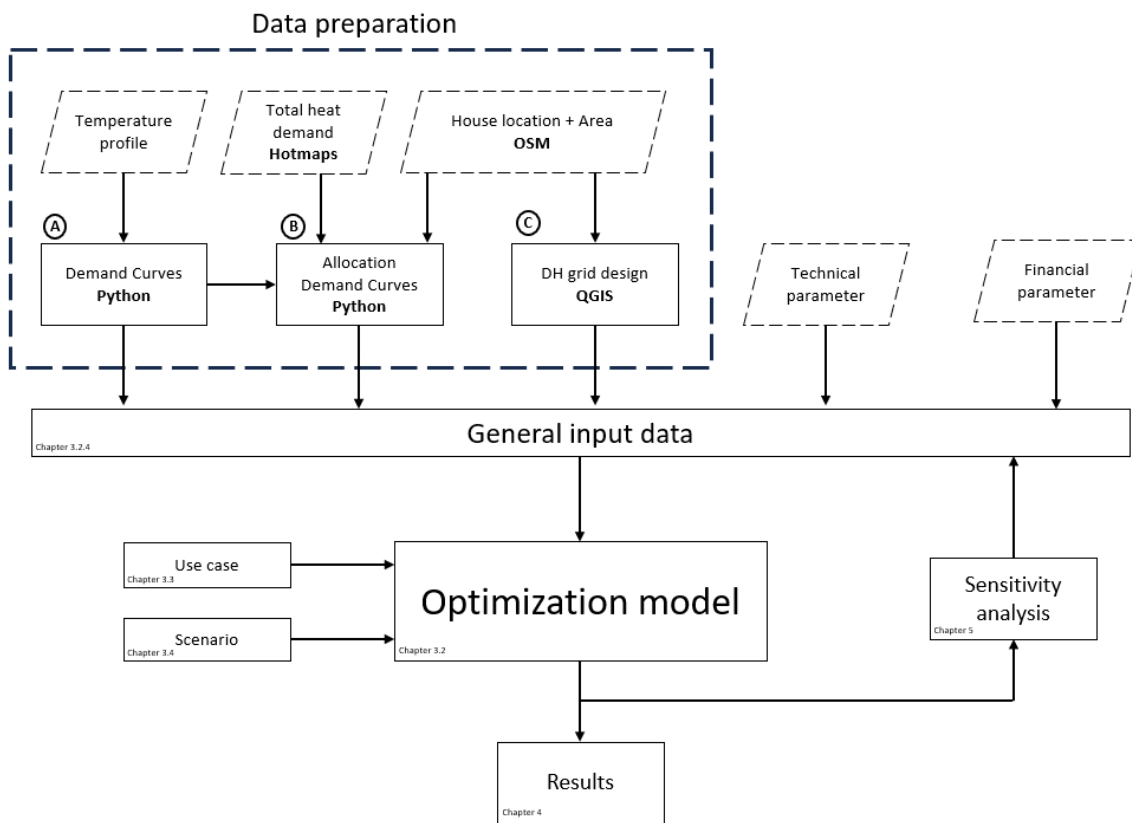 Data preparation
Temperature
profile
Total heat
demand
Hotmaps
House location + Area
OSM
A
B
C
Demand Curves
Python
Allocation
Demand Curves
Python
DH grid design
QGIS
Technical
parameter
Financial
parameter
General input data
Chapter 3.2.4
Use case
Chapter 3.3
Scenario
Chapter 3.4
Optimization model
Chapter 3.2
Sensitivity
analysis
Chapter 5
Results
Chapter 4